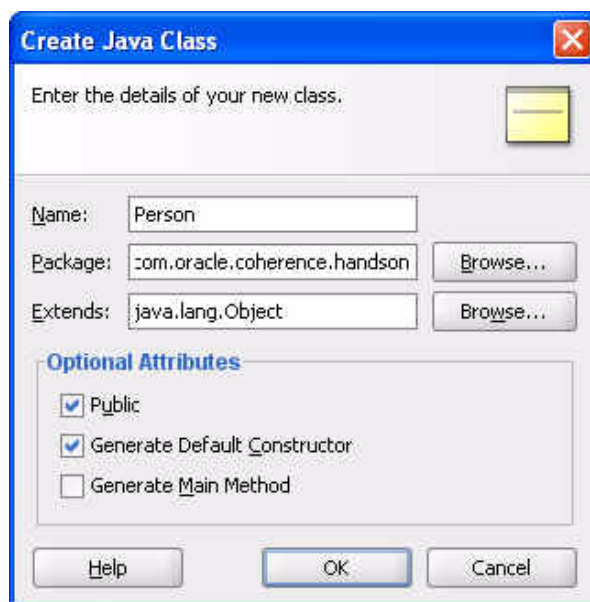 Create Java Class
Enter the details of your new class.
Name: Person
Package: com.oracle.coherence.handson Browse...
Extends: java.lang.Object Browse...
Optional Attributes
Public
Generate Default Constructor
Generate Main Method
Help OK Cancel